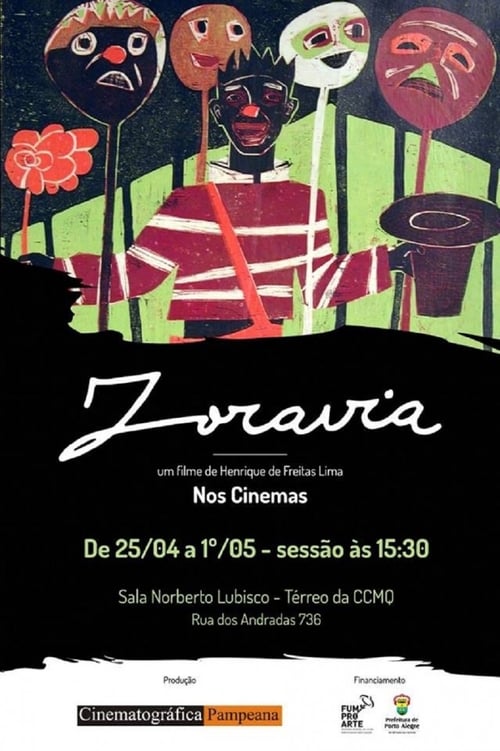 Zoravia
um filme de Henrique de Freitas Lima
Nos Cinemas
De 25/04 a 1º/05 - sessão às 15:30
Sala Norberto Lubisco - Térreo da CCMQ
Rua dos Andradas 736
Produção
Financiamento
Cinematográfica Pampeana
FUM
PRO
ARTE
Prefeitura de
Porto Alegre